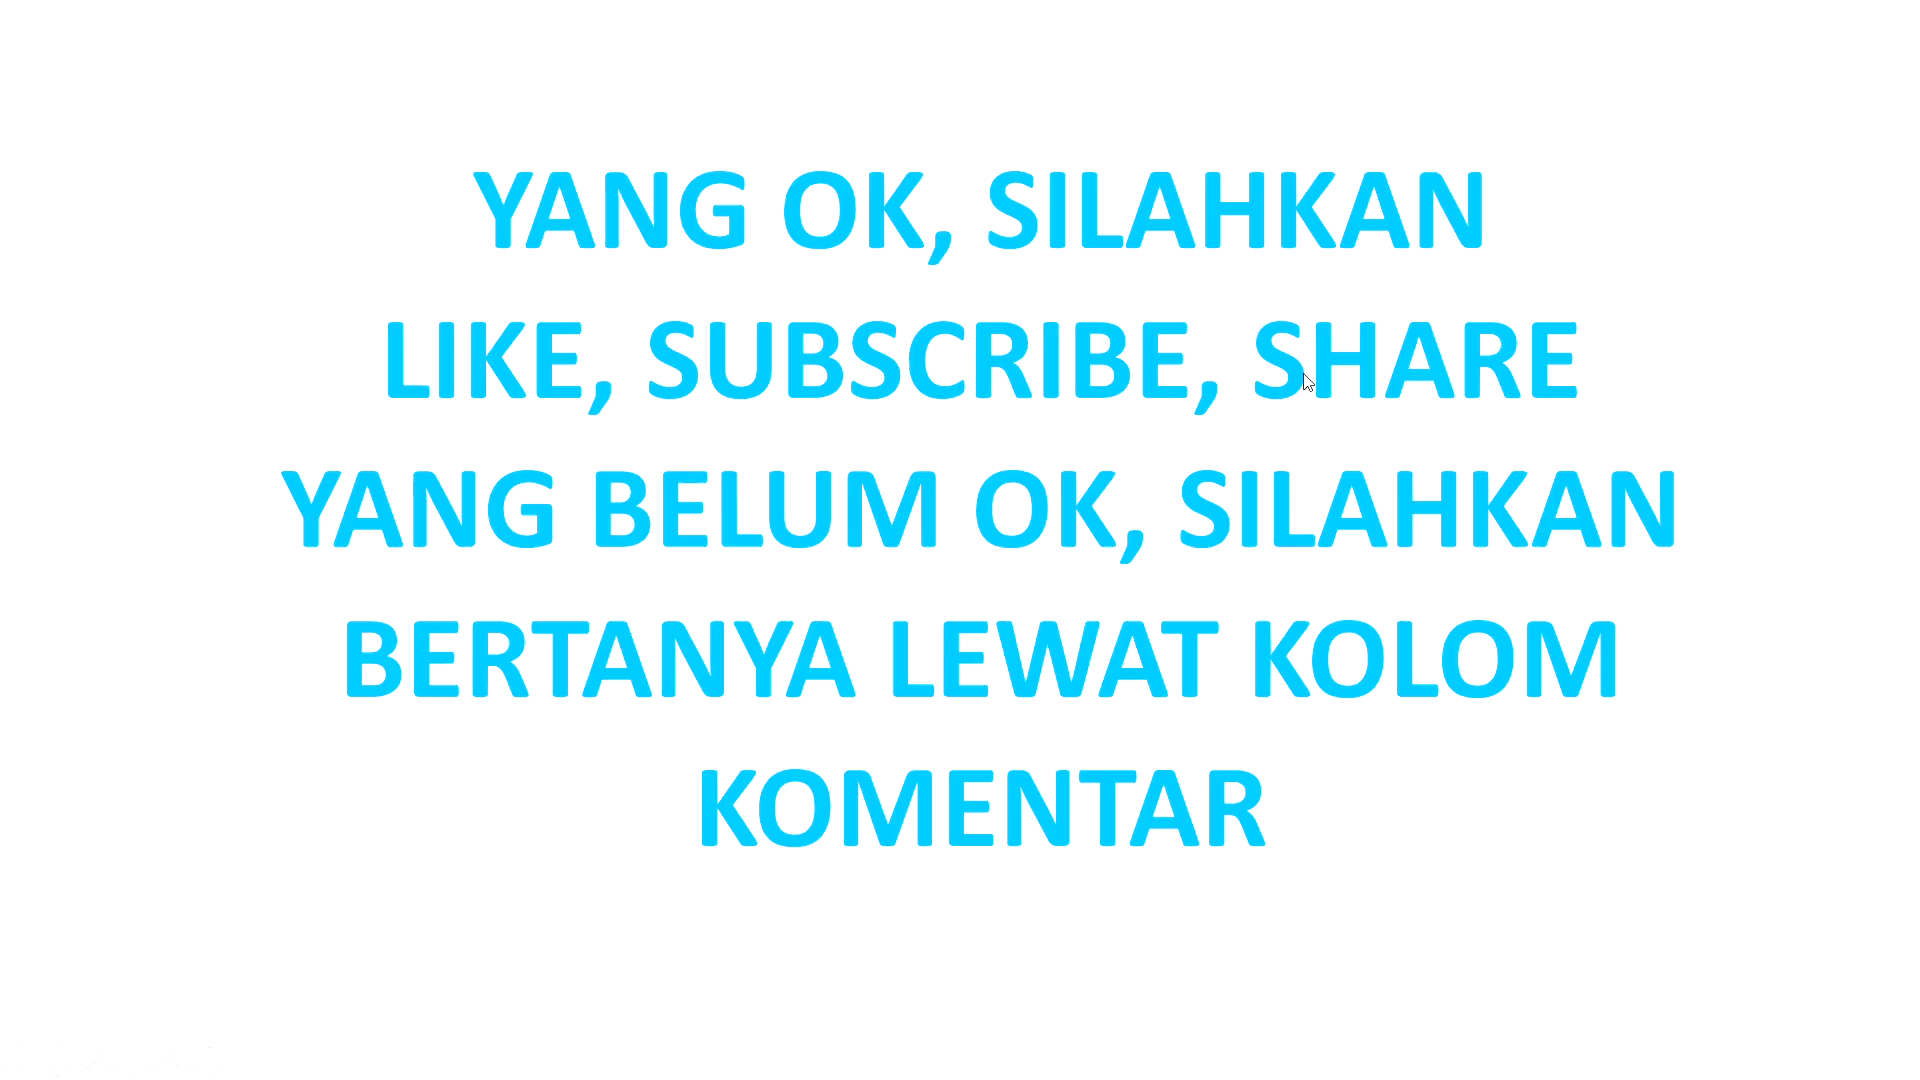 YANG OK, SILAHKAN
LIKE, SUBSCRIBE, SHARE
YANG BELUM OK, SILAHKAN
BERTANYA LEWAT KOLOM
KOMENTAR